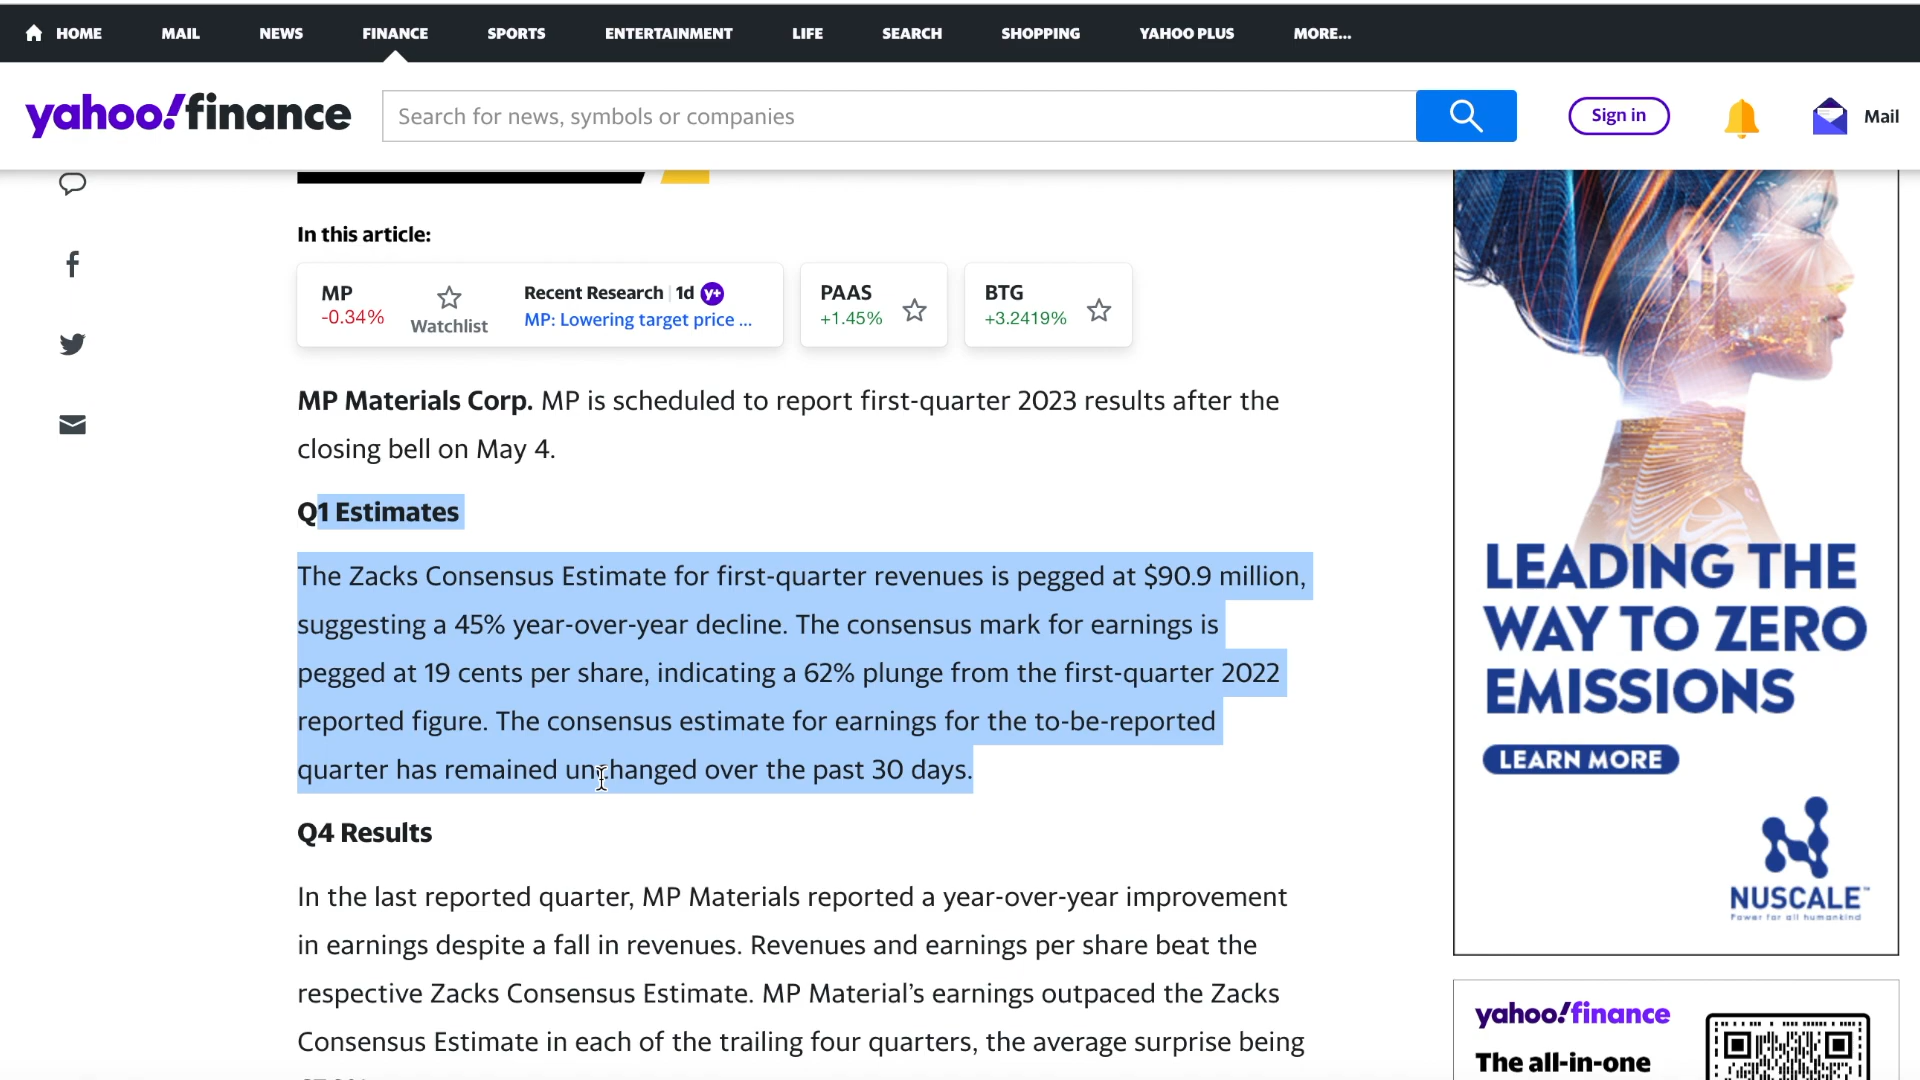 HOME MAIL NEWS FINANCE SPORTS ENTERTAINMENT LIFE SEARCH SHOPPING YAHOO PLUS MORE...
yahoo!finance
Search for news, symbols or companies
Sign in
Mail
In this article:
MP
-0.34%
Watchlist
Recent Research 1d y+
MP: Lowering target price ...
PAAS
+1.45%
BTG
+3.2419%
MP Materials Corp. MP is scheduled to report first-quarter 2023 results after the
closing bell on May 4.
Q1 Estimates
The Zacks Consensus Estimate for first-quarter revenues is pegged at $90.9 million,
suggesting a 45% year-over-year decline. The consensus mark for earnings is
pegged at 19 cents per share, indicating a 62% plunge from the first-quarter 2022
reported figure. The consensus estimate for earnings for the to-be-reported
quarter has remained unchanged over the past 30 days.
Q4 Results
In the last reported quarter, MP Materials reported a year-over-year improvement
in earnings despite a fall in revenues. Revenues and earnings per share beat the
respective Zacks Consensus Estimate. MP Material’s earnings outpaced the Zacks
Consensus Estimate in each of the trailing four quarters, the average surprise being
LEADING THE
WAY TO ZERO
EMISSIONS
LEARN MORE
NUSCALE™
Power for all humankind
yahoo!finance
The all-in-one